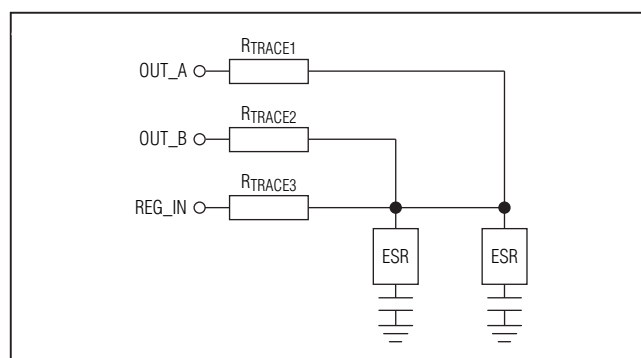 RTRACE1
OUT_A
RTRACE2
OUT_B
RTRACE3
REG_IN
ESR
ESR